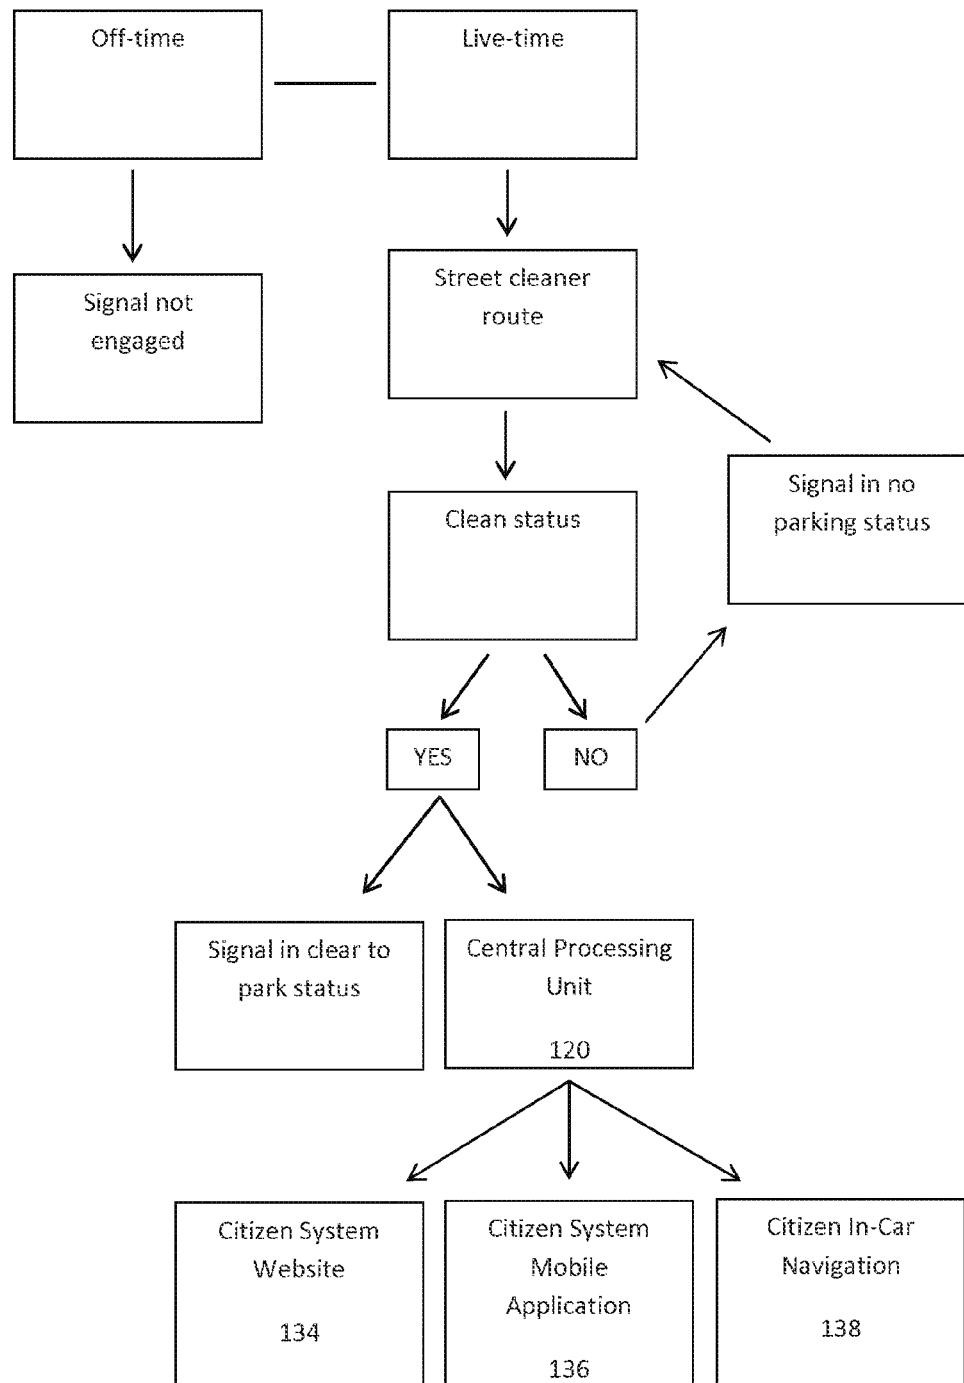 Off-time
Live-time
Signal not
engaged
Street cleaner
route
Signal in no
parking status
Clean status
YES
NO
Signal in clear to
park status
Central Processing
Unit
120
Citizen System
Website
134
Citizen System
Mobile
Application
136
Citizen In-Car
Navigation
138